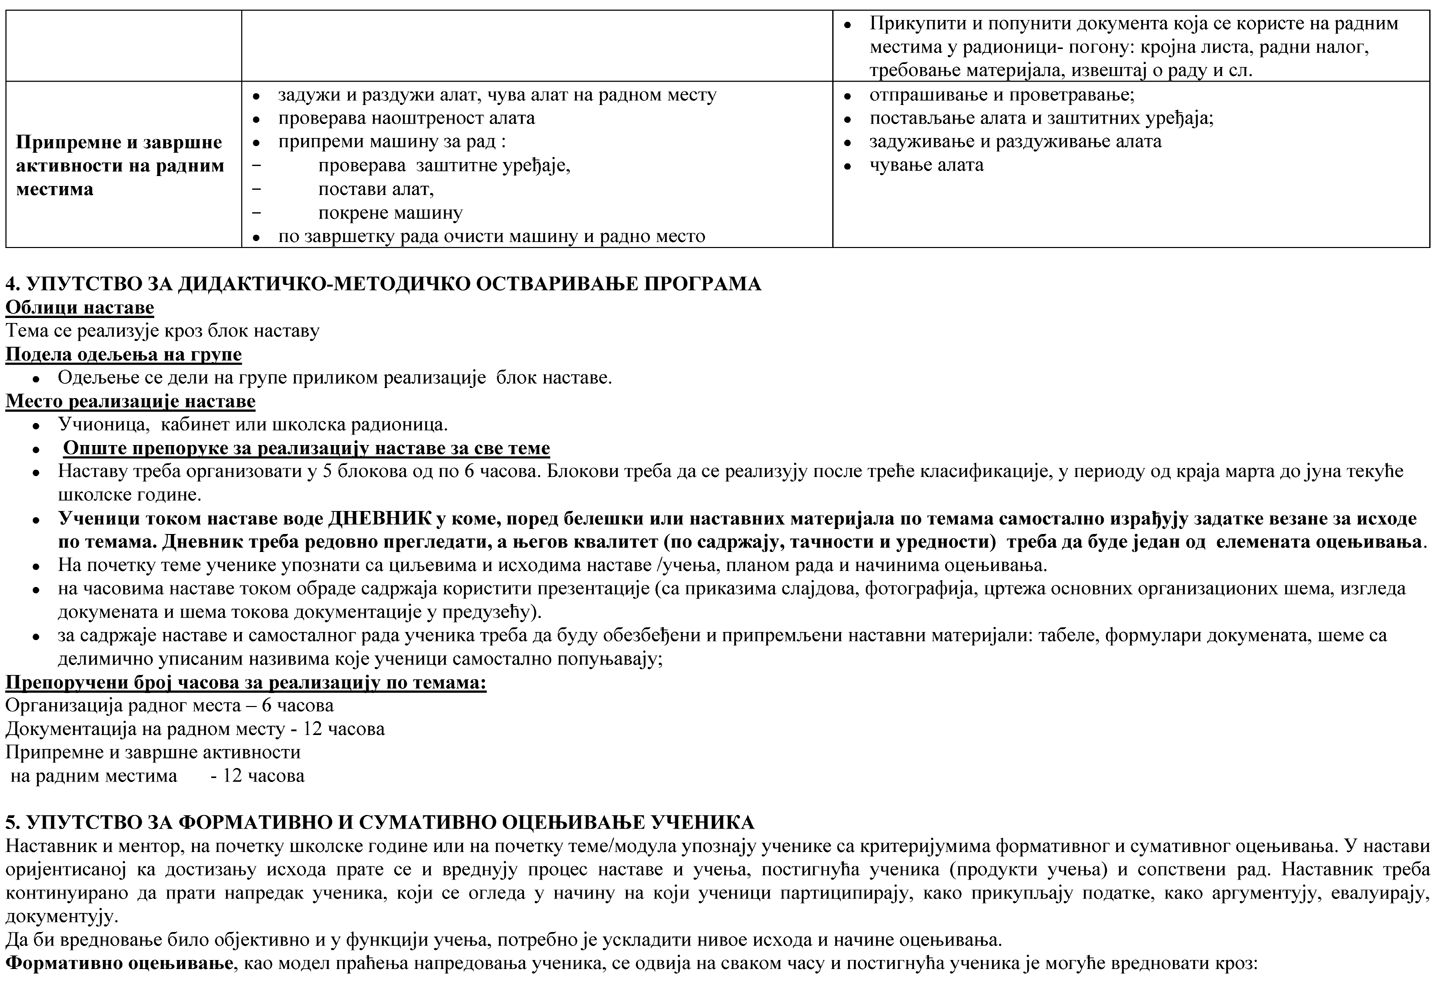 • Прикупити и попунити документа која се користе на радним
местима у радионици- погону: кројна листа, радни налог,
требовање материјала, извештај о раду и сл.
Припремне и завршне
активности на радним
местима
• задужи и раздужи алат, чува алат на радном месту
• проверава наоштреност алата
• припреми машину за рад :
− проверава  заштитне уређаје,
− постави алат,
− покрене машину
• по завршетку рада очисти машину и радно место
• отпрашивање и проветравање;
• постављање алата и заштитних уређаја;
• задуживање и раздуживање алата
• чување алата
4. УПУТСТВО ЗА ДИДАКТИЧКО-МЕТОДИЧКО ОСТВАРИВАЊЕ ПРОГРАМА
Облици наставе
Тема се реализује кроз блок наставу
Подела одељења на групе
• Одељење се дели на групе приликом реализације  блок наставе.
Место реализације наставе
• Учионица,  кабинет или школска радионица.
• Опште препоруке за реализацију наставе за све теме
• Наставу треба организовати у 5 блокова од по 6 часова. Блокови треба да се реализују после треће класификације, у периоду од краја марта до јуна текуће
школске године.
• Ученици током наставе воде ДНЕВНИК у коме, поред белешки или наставних материјала по темама самостално израђују задатке везане за исходе
по темама. Дневник треба редовно прегледати, а његов квалитет (по садржају, тачности и уредности)  треба да буде један од  елемената оцењивања.
• На почетку теме ученике упознати са циљевима и исходима наставе /учења, планом рада и начинима оцењивања.
• на часовима наставе током обраде садржаја користити презентације (са приказима слајдова, фотографија, цртежа основних организационих шема, изгледа
докумената и шема токова документације у предузећу).
• за садржаје наставе и самосталног рада ученика треба да буду обезбеђени и припремљени наставни материјали: табеле, формулари докумената, шеме са
делимично уписаним називима које ученици самостално попуњавају;
Препоручени број часова за реализацију по темама:
Организација радног места – 6 часова
Документација на радном месту - 12 часова
Припремне и завршне активности
на радним местима - 12 часова
5. УПУТСТВО ЗА ФОРМАТИВНО И СУМАТИВНО ОЦЕЊИВАЊЕ УЧЕНИКА
Наставник и ментор, на почетку школске године или на почетку теме/модула упознају ученике са критеријумима формативног и сумативног оцењивања. У настави
оријентисаној ка достизању исхода прате се и вреднују процес наставе и учења, постигнућа ученика (продукти учења) и сопствени рад. Наставник треба
континуирано да прати напредак ученика, који се огледа у начину на који ученици партиципирају, како прикупљају податке, како аргументују, евалуирају,
документују.
Да би вредновање било објективно и у функцији учења, потребно је ускладити нивое исхода и начине оцењивања.
Формативно оцењивање, као модел праћења напредовања ученика, се одвија на сваком часу и постигнућа ученика је могуће вредновати кроз: